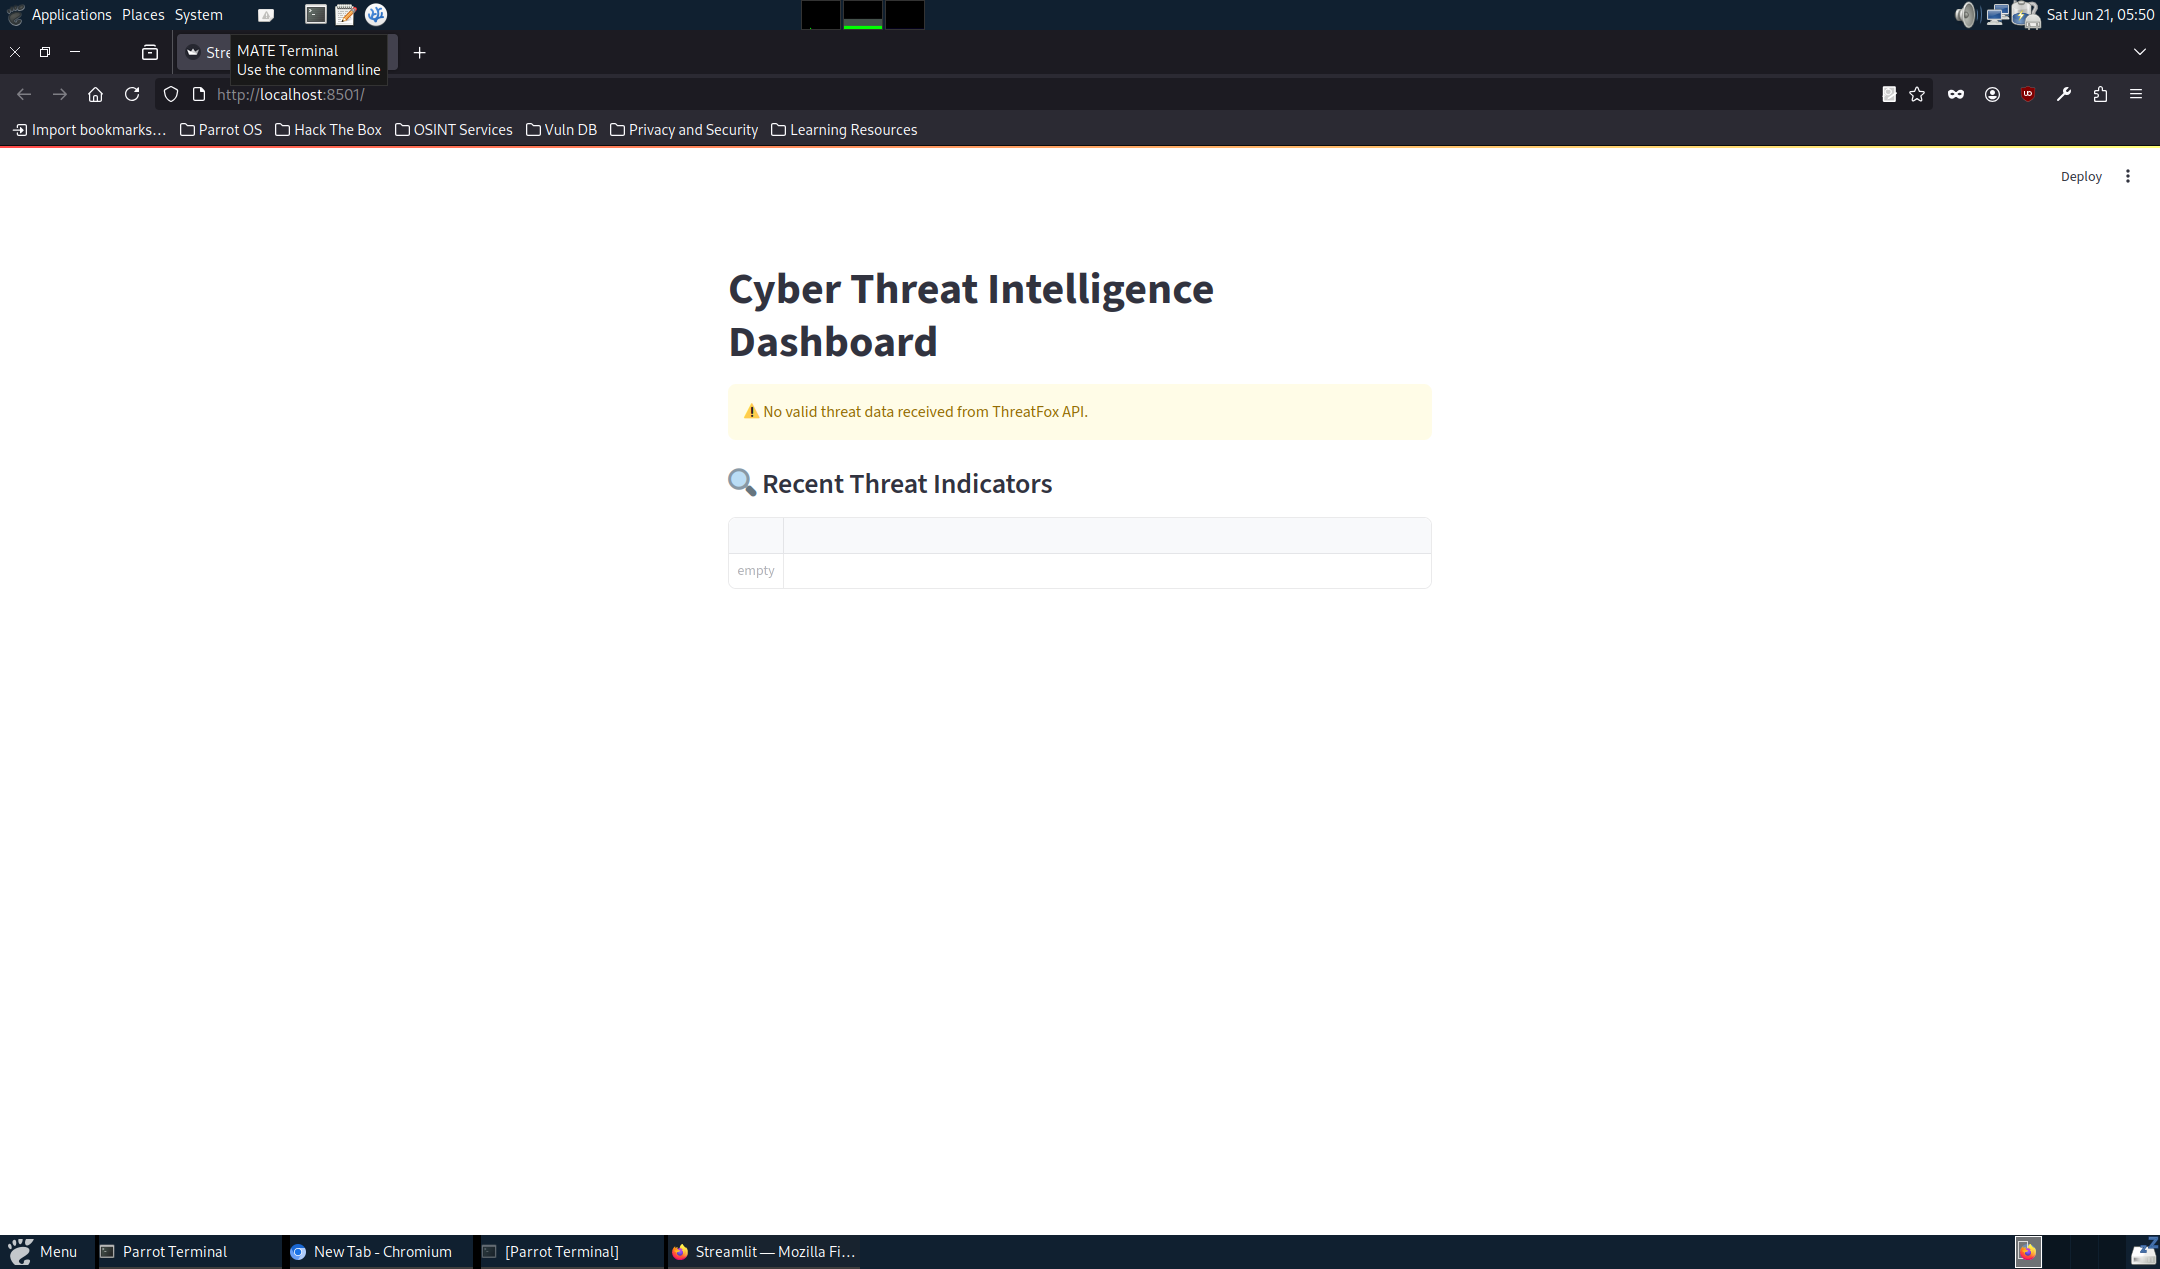 Applications Places System
Sat Jun 21, 05:50
Stre
MATE Terminal
Use the command line
http://localhost:8501/
Import bookmarks… Parrot OS Hack The Box OSINT Services Vuln DB Privacy and Security Learning Resources
Deploy
Cyber Threat Intelligence
Dashboard
⚠️ No valid threat data received from ThreatFox API.
🔍 Recent Threat Indicators
empty
Menu Parrot Terminal New Tab - Chromium [Parrot Terminal] Streamlit — Mozilla Fi…